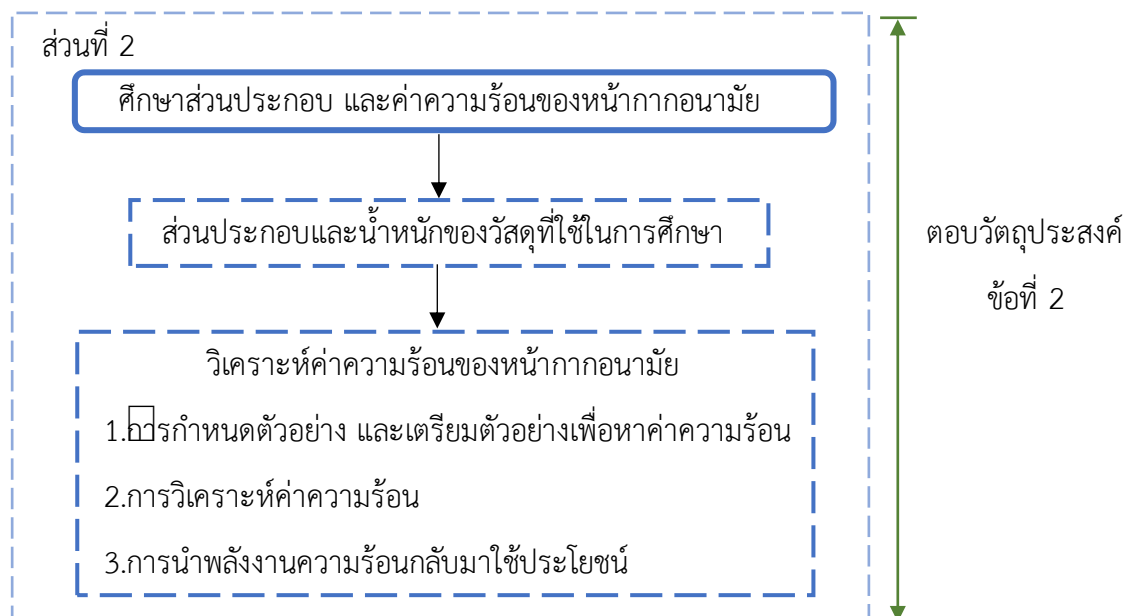 ส่วนที่ 2
ศึกษาส่วนประกอบ และค่าความร้อนของหน้ากากอนามัย
ส่วนประกอบและน้ำหนักของวัสดุที่ใช้ในการศึกษา
ตอบวัตถุประสงค์
ข้อที่ 2
วิเคราะห์ค่าความร้อนของหน้ากากอนามัย
1.การกำหนดตัวอย่าง และเตรียมตัวอย่างเพื่อหาค่าความร้อน
2.การวิเคราะห์ค่าความร้อน
3.การนำพลังงานความร้อนกลับมาใช้ประโยชน์